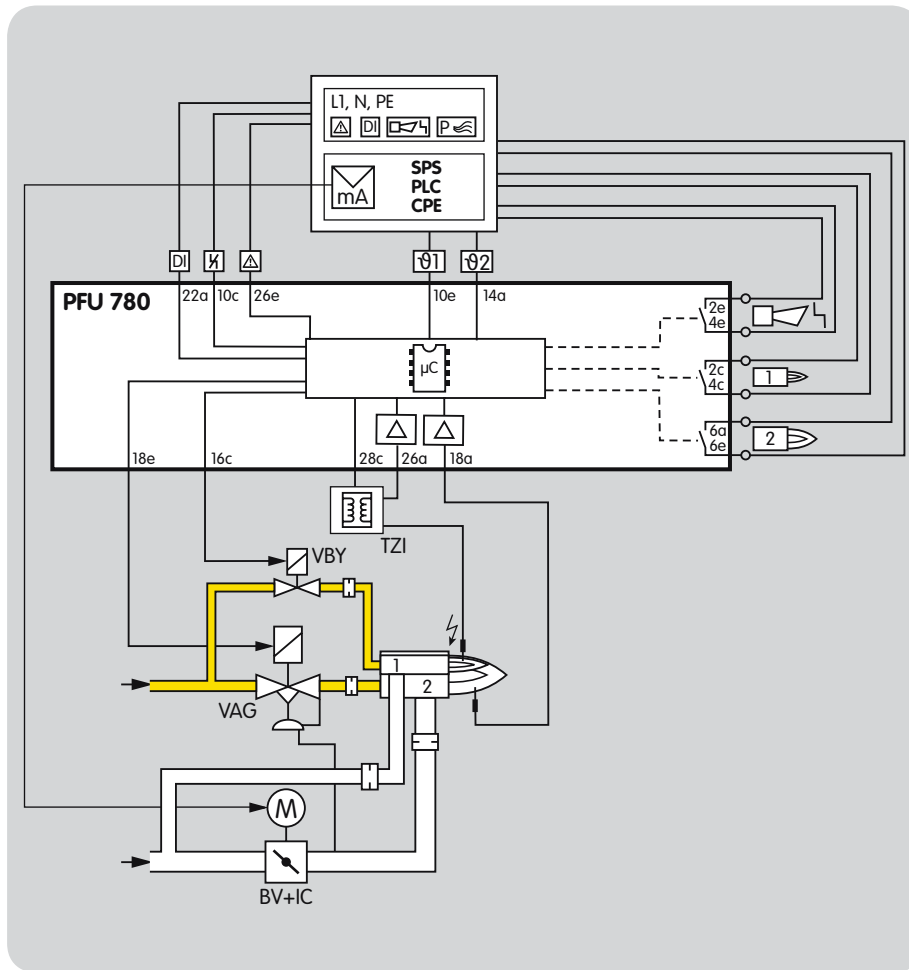 L1, N, PE
DI P
mA
SPS
PLC
CPE
DI ϑ1 ϑ2
PFU 780
22a 10c 26e 10e 14a
2e
4e
µC
2c
4c
1
6a
6e
2
18e 16c 28c 26a 18a
TZI
VBY
1
2
VAG
M
BV+IC